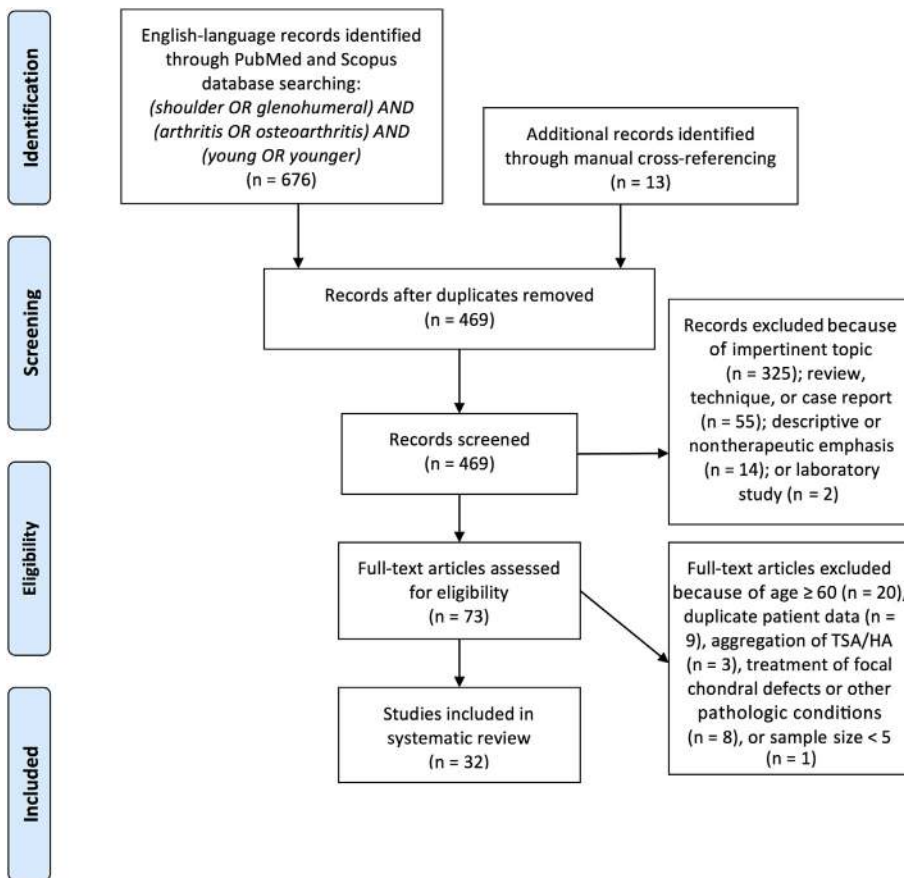 Identification
English-language records identified
through PubMed and Scopus
database searching:
(shoulder OR glenohumeral) AND
(arthritis OR osteoarthritis) AND
(young OR younger)
(n = 676)
Additional records identified
through manual cross-referencing
(n = 13)
Screening
Records after duplicates removed
(n = 469)
Records screened
(n = 469)
Records excluded because
of impertinent topic
(n = 325); review,
technique, or case report
(n = 55); descriptive or
nontherapeutic emphasis
(n = 14); or laboratory
study (n = 2)
Eligibility
Full-text articles assessed
for eligibility
(n = 73)
Full-text articles excluded
because of age ≥ 60 (n = 20),
duplicate patient data (n =
9), aggregation of TSA/HA
(n = 3), treatment of focal
chondral defects or other
pathologic conditions
(n = 8), or sample size < 5
(n = 1)
Included
Studies included in
systematic review
(n = 32)